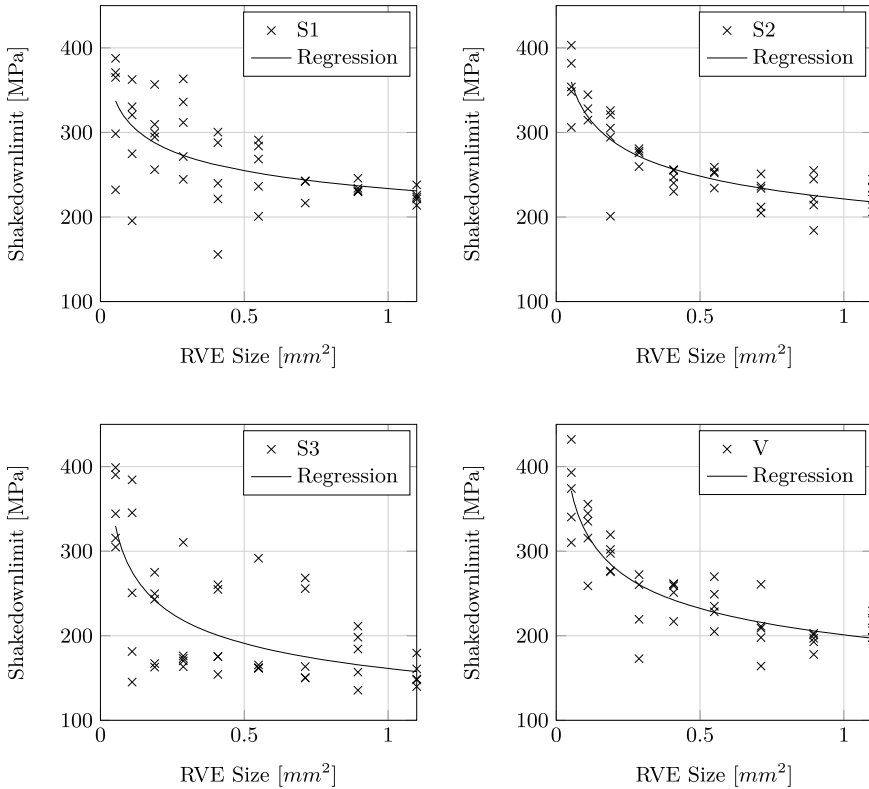 S1
Regression
400
300
200
100
0
0.5
1
Shakedownlimit [MPa]
RVE Size [mm²]
S2
Regression
400
300
200
100
0
0.5
1
Shakedownlimit [MPa]
RVE Size [mm²]
S3
Regression
400
300
200
100
0
0.5
1
Shakedownlimit [MPa]
RVE Size [mm²]
V
Regression
400
300
200
100
0
0.5
1
Shakedownlimit [MPa]
RVE Size [mm²]